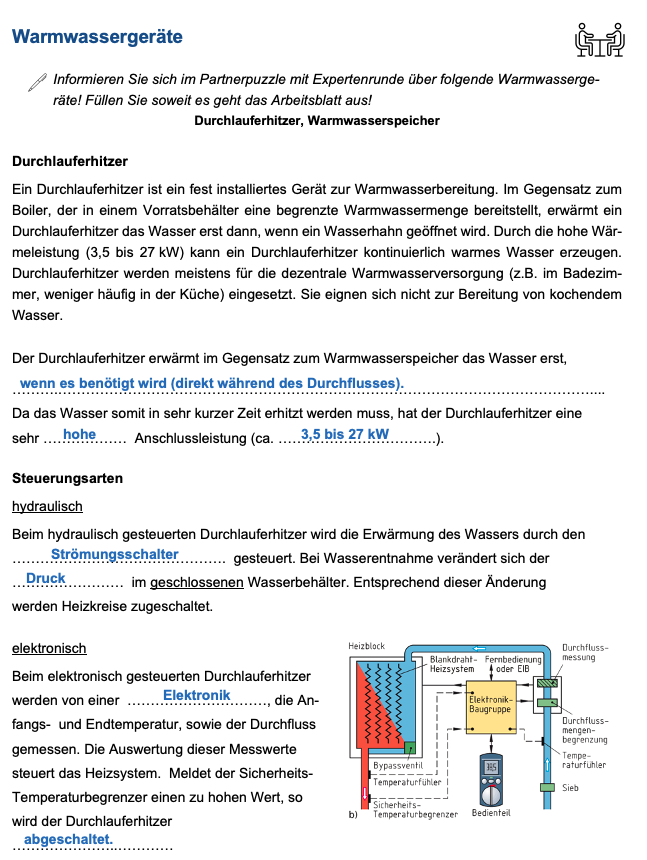 Warmwassergeräte
Informieren Sie sich im Partnerpuzzle mit Expertenrunde über folgende Warmwasserge-
räte! Füllen Sie soweit es geht das Arbeitsblatt aus!
Durchlauferhitzer, Warmwasserspeicher
Durchlauferhitzer
Ein Durchlauferhitzer ist ein fest installiertes Gerät zur Warmwasserbereitung. Im Gegensatz zum
Boiler, der in einem Vorratsbehälter eine begrenzte Warmwassermenge bereitstellt, erwärmt ein
Durchlauferhitzer das Wasser erst dann, wenn ein Wasserhahn geöffnet wird. Durch die hohe Wär-
meleistung (3,5 bis 27 kW) kann ein Durchlauferhitzer kontinuierlich warmes Wasser erzeugen.
Durchlauferhitzer werden meistens für die dezentrale Warmwasserversorgung (z.B. im Badezim-
mer, weniger häufig in der Küche) eingesetzt. Sie eignen sich nicht zur Bereitung von kochendem
Wasser.
Der Durchlauferhitzer erwärmt im Gegensatz zum Warmwasserspeicher das Wasser erst,
wenn es benötigt wird (direkt während des Durchflusses).
Da das Wasser somit in sehr kurzer Zeit erhitzt werden muss, hat der Durchlauferhitzer eine
sehr hohe Anschlussleistung (ca. 3,5 bis 27 kW).
Steuerungsarten
hydraulisch
Beim hydraulisch gesteuerten Durchlauferhitzer wird die Erwärmung des Wassers durch den
Strömungsschalter gesteuert. Bei Wasserentnahme verändert sich der
Druck im geschlossenen Wasserbehälter. Entsprechend dieser Änderung
werden Heizkreise zugeschaltet.
elektronisch
Beim elektronisch gesteuerten Durchlauferhitzer
werden von einer Elektronik, die An-
fangs- und Endtemperatur, sowie der Durchfluss
gemessen. Die Auswertung dieser Messwerte
steuert das Heizsystem. Meldet der Sicherheits-
Temperaturbegrenzer einen zu hohen Wert, so
wird der Durchlauferhitzer
abgeschaltet.
Heizblock
Blankdraht-
Heizsystem
Fernbedienung
oder EIB
Durchfluss-
messung
Elektronik-
Baugruppe
Durchfluss-
mengen-
begrenzung
Tempe-
raturfühler
Bypassventil
Temperaturfühler
Sieb
Sicherheits-
Temperaturbegrenzer
Bedienteil
b)